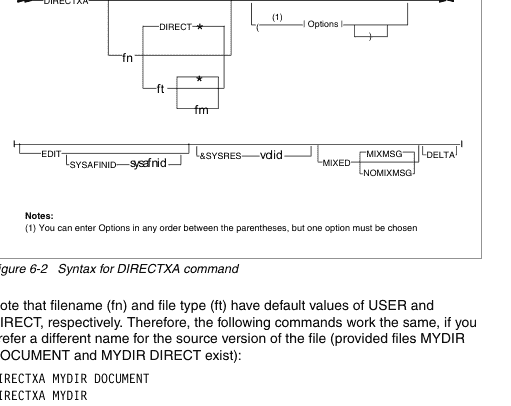 DIRECTXA
(1)
DIRECT *
( Options
)
fn
ft *
fm
EDIT &SYSRES vdid MIXMSG DELTA
SYSAFINID sysafnid MIXED
NOMIXMSG
Notes:
(1) You can enter Options in any order between the parentheses, but one option must be chosen
igure 6-2 Syntax for DIRECTXA command
ote that filename (fn) and file type (ft) have default values of USER and
IRECT, respectively. Therefore, the following commands work the same, if you
refer a different name for the source version of the file (provided files MYDIR
OCUMENT and MYDIR DIRECT exist):
IRECTXA MYDIR DOCUMENT
IRECTXA MYDIR